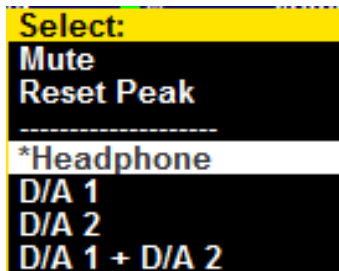 Select:
Mute
Reset Peak
--------------------
*Headphone
D/A 1
D/A 2
D/A 1 + D/A 2